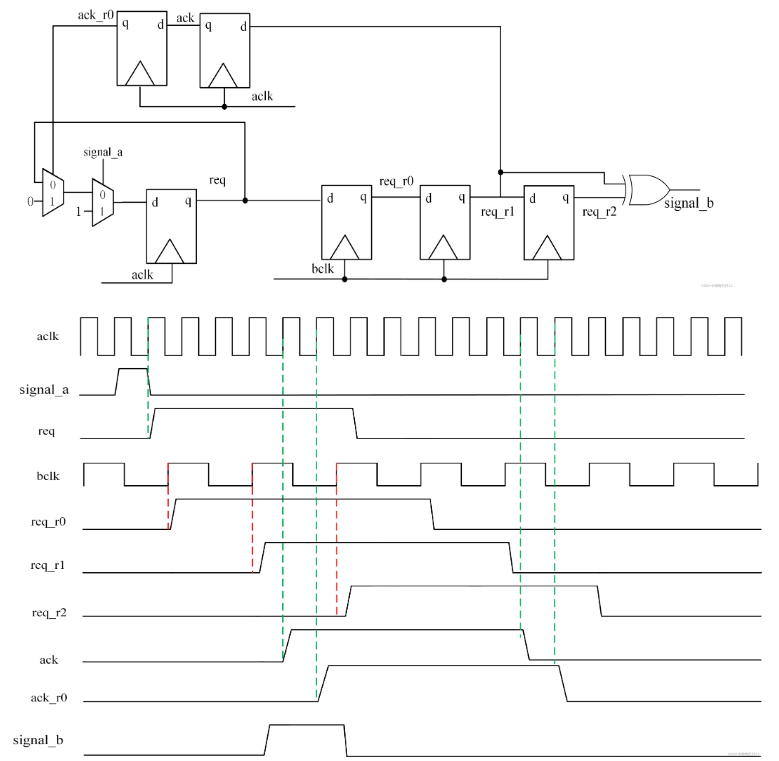 ack_r0 q d ack q d
aclk
signal_a
0
0 1
1
0
1
d q
req
aclk
d q
req_r0
d q
req_r1
d q
req_r2
signal_b
bclk
aclk
signal_a
req
bclk
req_r0
req_r1
req_r2
ack
ack_r0
signal_b